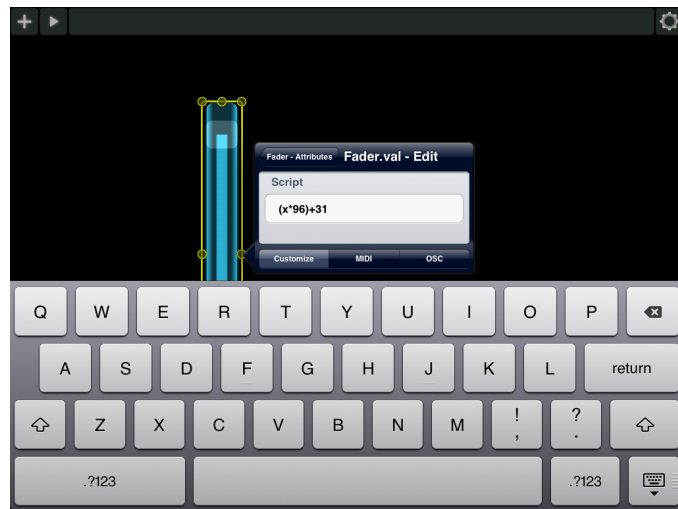 Fader - Attributes Fader.val - Edit
Script
(x*96)+31
Customize MIDI OSC
Q W E R T Y U I O P
A S D F G H J K L return
Z X C V B N M ! , ? .
.?123 .?123